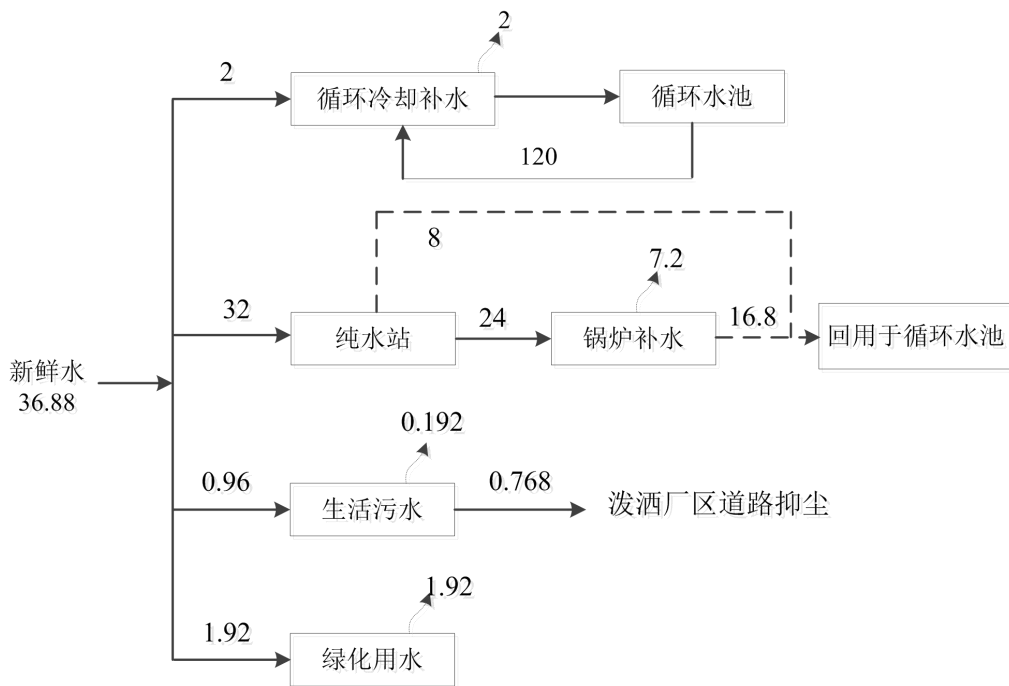 2
2
循环冷却补水
循环水池
120
8
7.2
32
24
16.8
纯水站
锅炉补水
回用于循环水池
新鲜水
36.88
0.192
0.96
0.768
生活污水
泼洒厂区道路抑尘
1.92
1.92
绿化用水